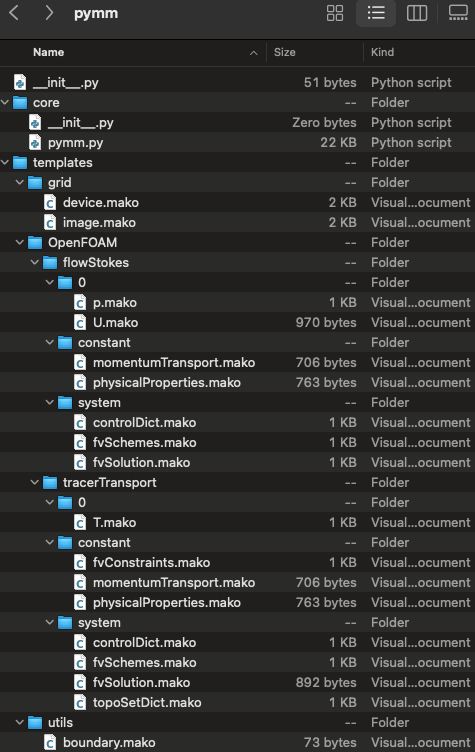 pymm
Name Size Kind
__init__.py 51 bytes Python script
core -- Folder
__init__.py Zero bytes Python script
pymm.py 22 KB Python script
templates -- Folder
grid -- Folder
device.mako 2 KB Visual...ocument
image.mako 2 KB Visual...ocument
OpenFOAM -- Folder
flowStokes -- Folder
0 -- Folder
p.mako 1 KB Visual...ocument
U.mako 970 bytes Visual...ocument
constant -- Folder
momentumTransport.mako 706 bytes Visual...ocument
physicalProperties.mako 763 bytes Visual...ocument
system -- Folder
controlDict.mako 1 KB Visual...ocument
fvSchemes.mako 1 KB Visual...ocument
fvSolution.mako 1 KB Visual...ocument
tracerTransport -- Folder
0 -- Folder
T.mako 1 KB Visual...ocument
constant -- Folder
fvConstraints.mako 1 KB Visual...ocument
momentumTransport.mako 706 bytes Visual...ocument
physicalProperties.mako 763 bytes Visual...ocument
system -- Folder
controlDict.mako 1 KB Visual...ocument
fvSchemes.mako 1 KB Visual...ocument
fvSolution.mako 892 bytes Visual...ocument
topoSetDict.mako 1 KB Visual...ocument
utils -- Folder
boundary.mako 73 bytes Visual...ocument